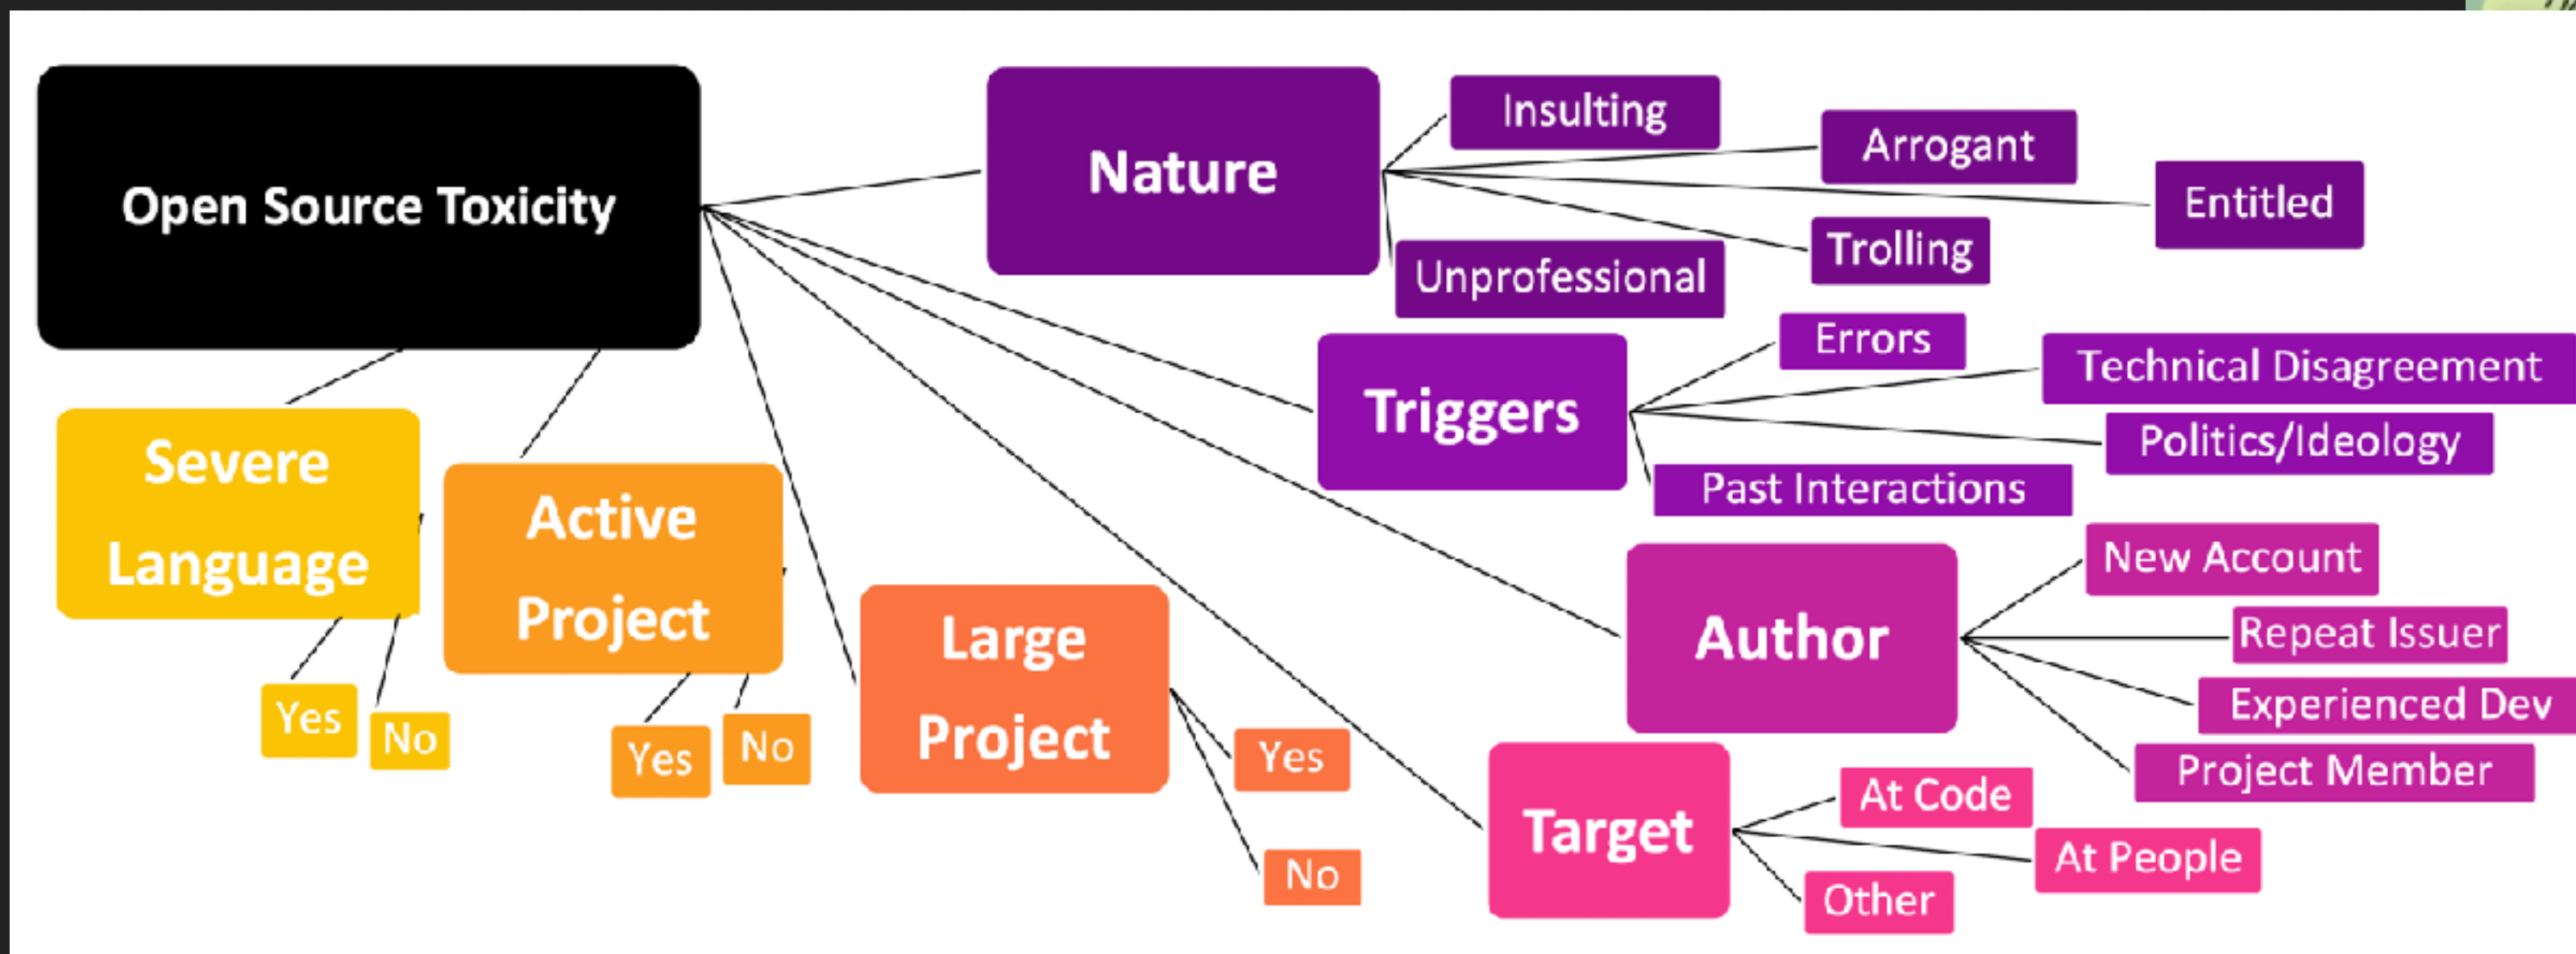 Open Source Toxicity
Nature
Insulting
Arrogant
Entitled
Trolling
Unprofessional
Triggers
Errors
Technical Disagreement
Politics/Ideology
Past Interactions
Author
New Account
Repeat Issuer
Experienced Dev
Project Member
Target
At Code
At People
Other
Large
Project
Yes
No
Active
Project
Yes
No
Severe
Language
Yes
No